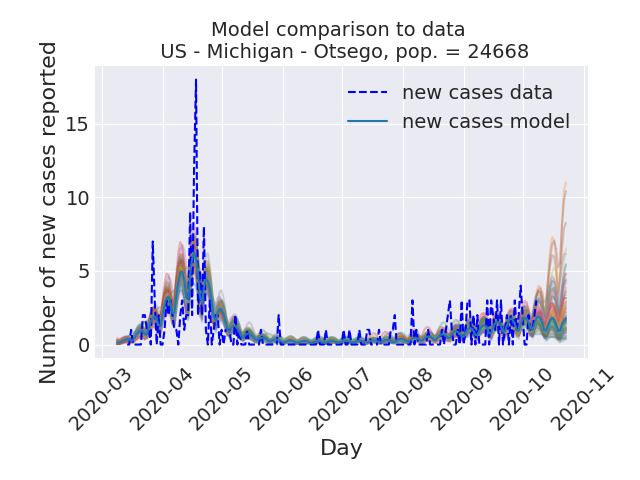 Model comparison to data
US - Michigan - Otsego, pop. = 24668
new cases data
new cases model
Number of new cases reported
15
10
5
0
2020-03
2020-04
2020-05
2020-06
2020-07
2020-08
2020-09
2020-10
2020-11
Day